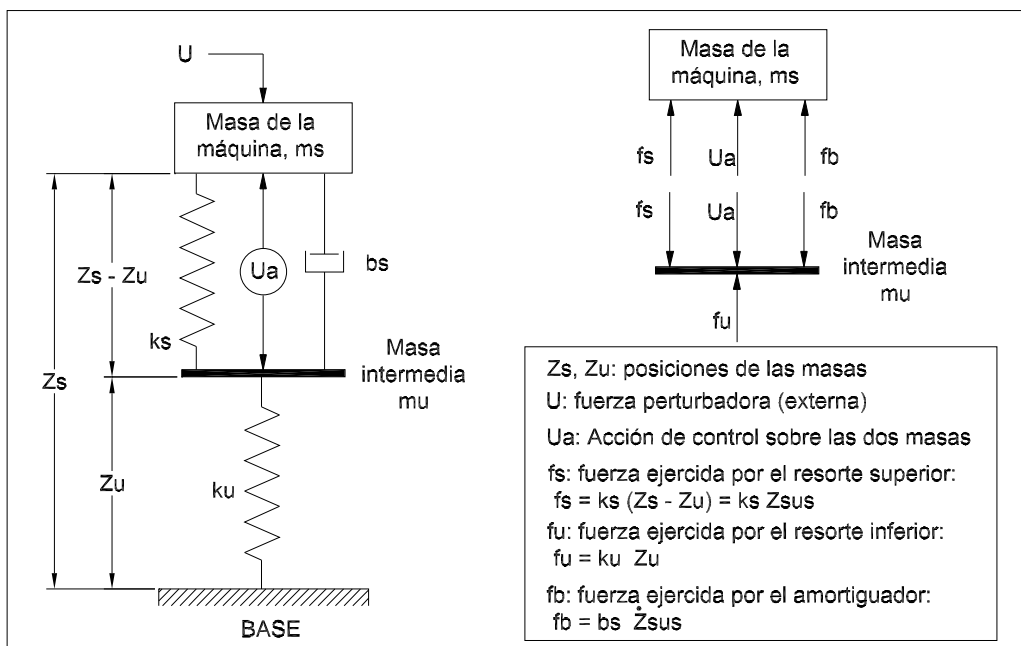 U
Masa de la
máquina, ms
Zs - Zu
Ua
bs
ks
Masa
intermedia
mu
Zs
Zu
ku
BASE
Masa de la
máquina, ms
fs
Ua
fb
fs
Ua
fb
Masa
intermedia
mu
fu
Zs, Zu: posiciones de las masas
U: fuerza perturbadora (externa)
Ua: Acción de control sobre las dos masas
fs: fuerza ejercida por el resorte superior:
fs = ks (Zs - Zu) = ks Zsus
fu: fuerza ejercida por el resorte inferior:
fu = ku Zu
fb: fuerza ejercida por el amortiguador:
fb = bs Żsus